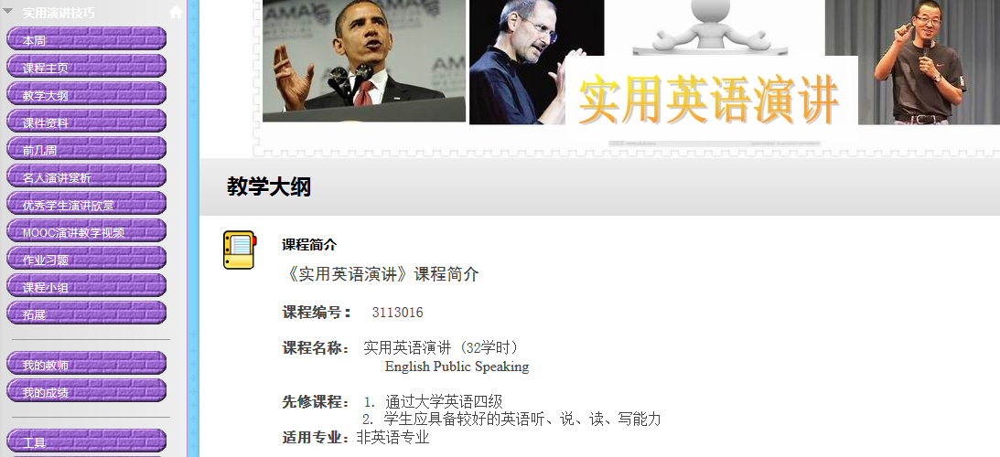 实用演讲技巧
本周
课程主页
教学大纲
课件资料
前几周
名人演讲赏析
优秀学生演讲欣赏
MOOC演讲教学视频
作业习题
课程小组
拓展
我的教师
我的成绩
工具
AMA
实用英语演讲
教学大纲
课程简介
《实用英语演讲》课程简介
课程编号： 3113016
课程名称： 实用英语演讲（32学时）
English Public Speaking
先修课程： 1. 通过大学英语四级
2. 学生应具备较好的英语听、说、读、写能力
适用专业：非英语专业